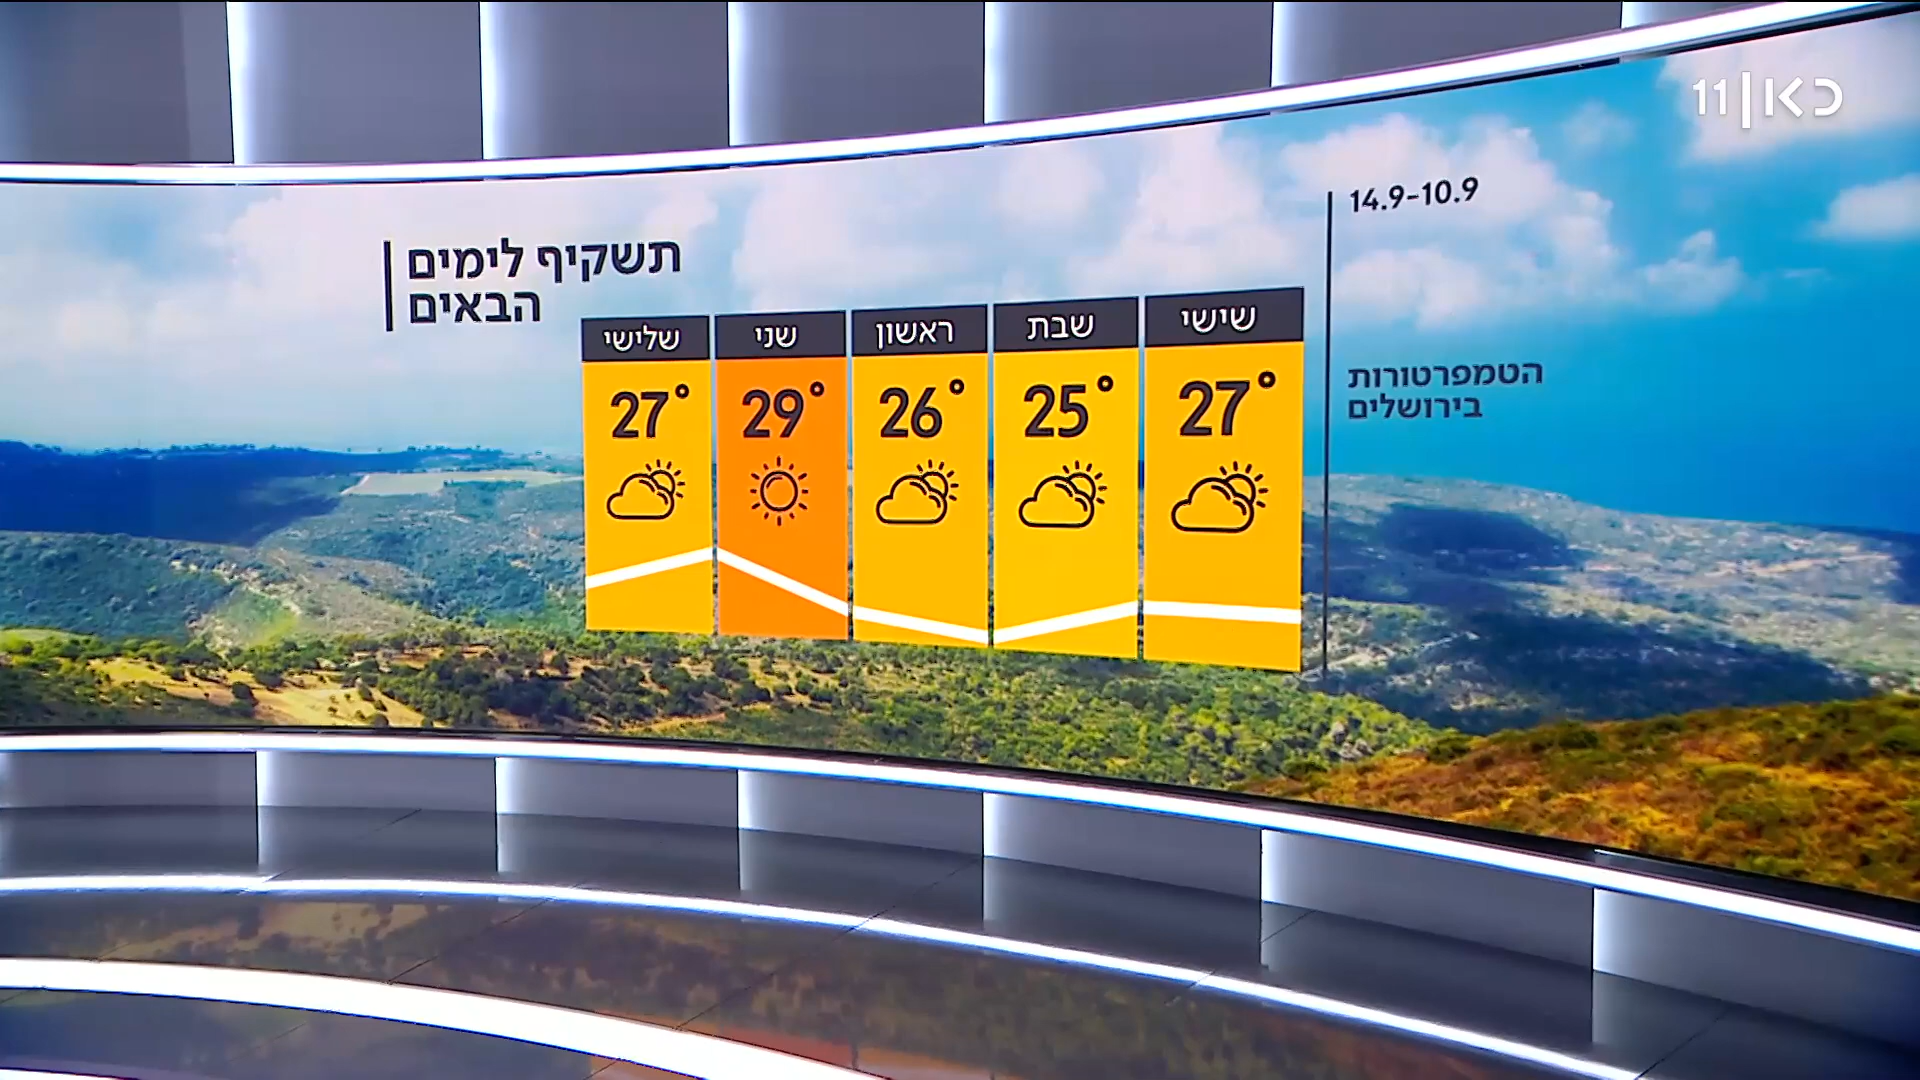 כאן 11
14.9-10.9
תשקיף לימים
הבאים
שישי
שבת
ראשון
שני
שלישי
27°
25°
26°
29°
27°
הטמפרטורות
בירושלים